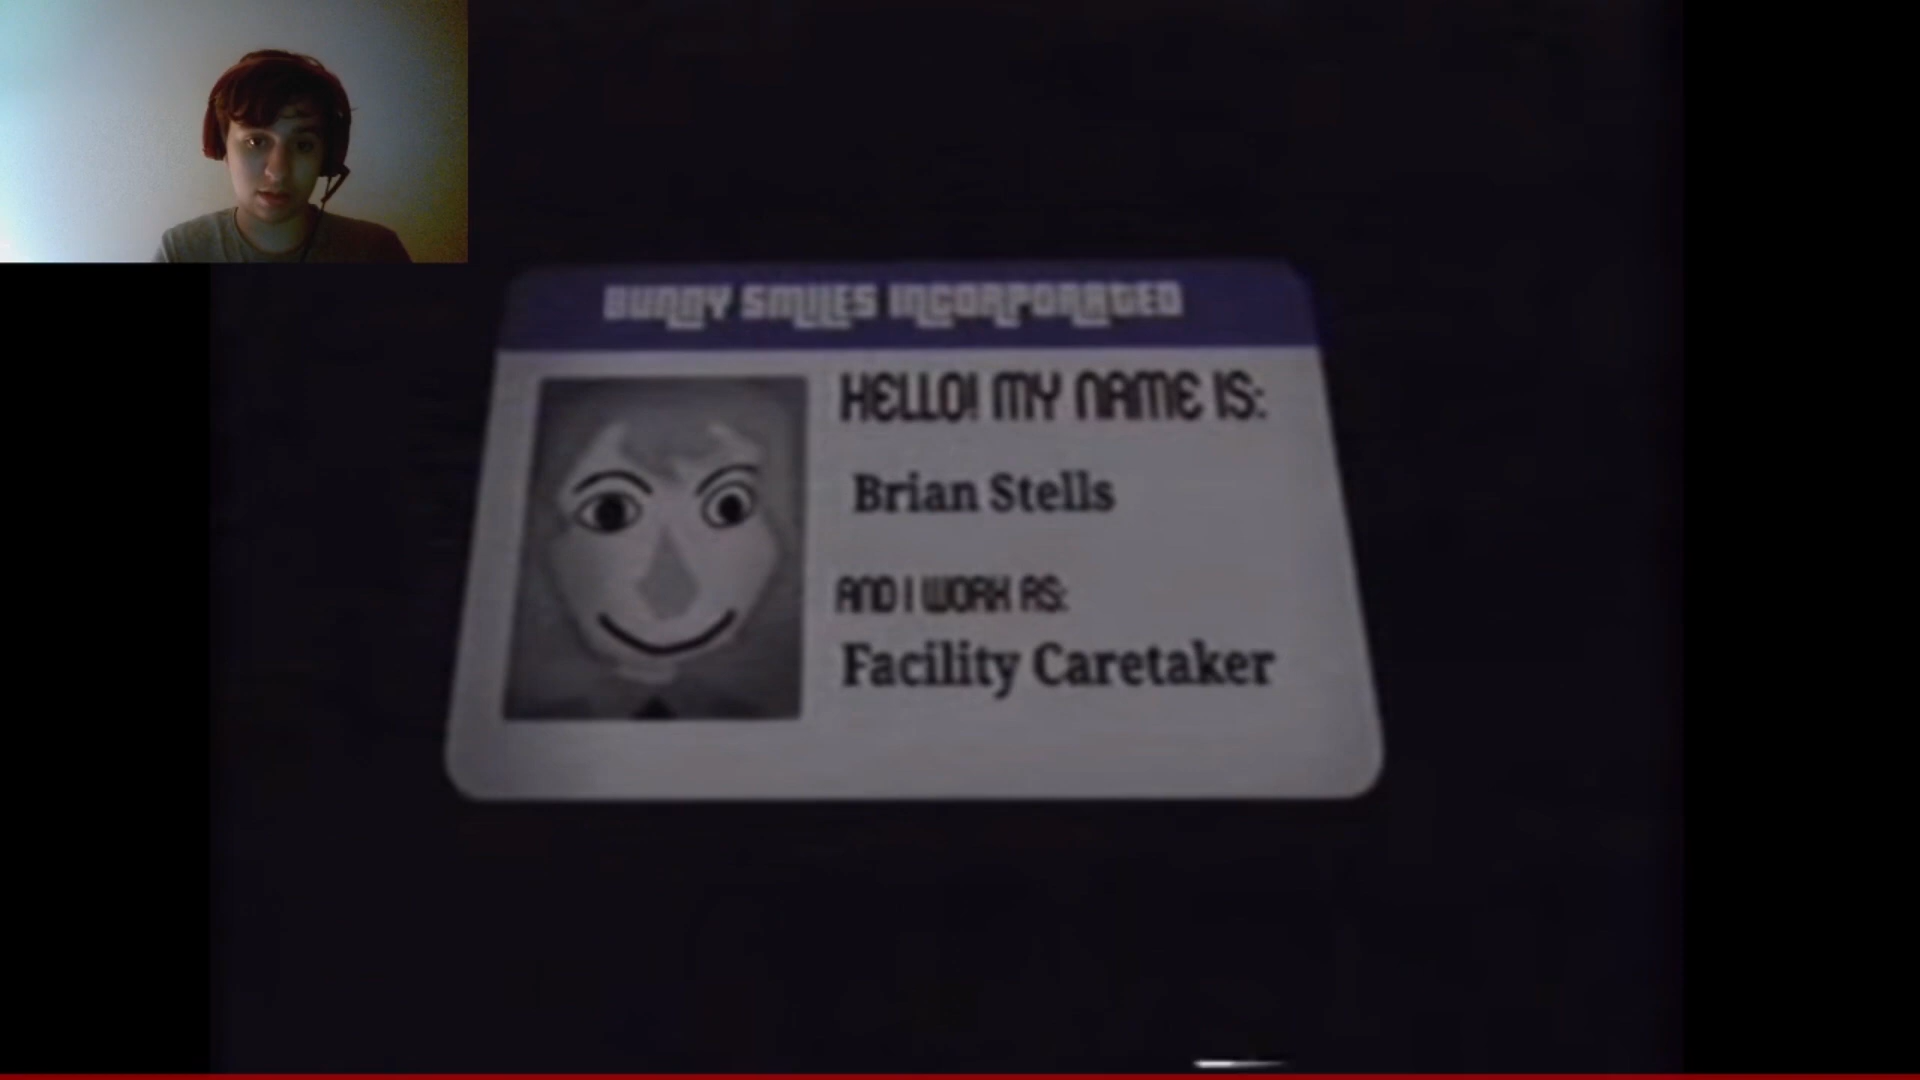 BUNNY SMILES INCORPORATED
HELLO! MY NAME IS:
Brian Stells
AND I WORK AS:
Facility Caretaker